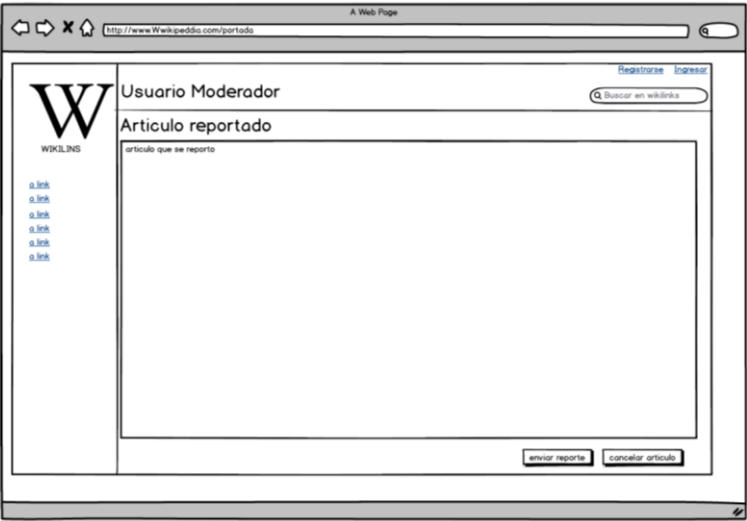 A Web Page
http://www.Wwikipeddia.com/portada
Registrarse Ingresar
Usuario Moderador
Buscar en wikilinks
W
WIKILINS
Articulo reportado
articulo que se reporto
a link
a link
a link
a link
a link
a link
enviar reporte cancelar articulo